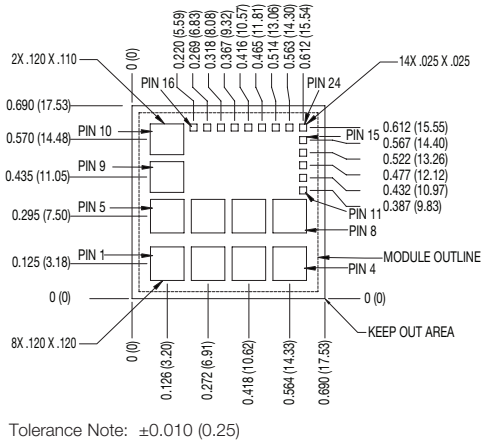 0 (0)
0.220 (5.59)
0.269 (6.83)
0.318 (8.08)
0.367 (9.32)
0.416 (10.57)
0.465 (11.81)
0.514 (13.06)
0.563 (14.30)
0.612 (15.54)
2X .120 X .110
14X .025 X .025
PIN 16
PIN 24
0.690 (17.53)
PIN 10
0.570 (14.48)
PIN 15
0.612 (15.55)
0.567 (14.40)
0.522 (13.26)
0.477 (12.12)
0.432 (10.97)
0.387 (9.83)
PIN 9
0.435 (11.05)
PIN 5
0.295 (7.50)
PIN 11
PIN 8
PIN 1
0.125 (3.18)
MODULE OUTLINE
PIN 4
0 (0)
0 (0)
KEEP OUT AREA
8X .120 X .120
0 (0)
0.126 (3.20)
0.272 (6.91)
0.418 (10.62)
0.564 (14.33)
0.690 (17.53)
Tolerance Note: ±0.010 (0.25)